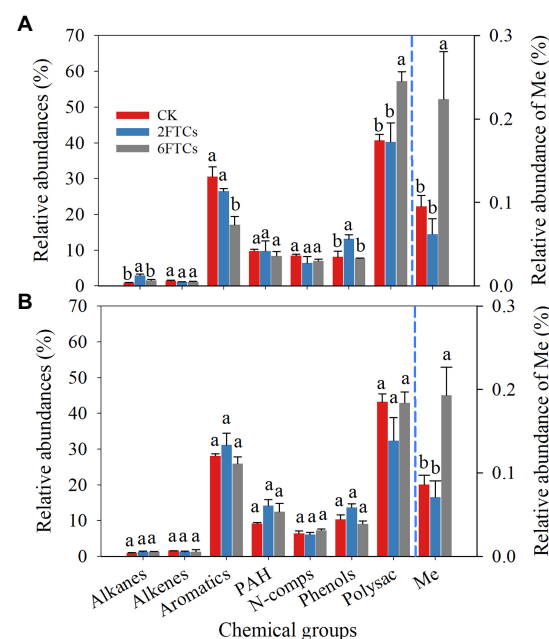 A
70
60
50
40
30
20
10
0
Relative abundances (%)
CK
2FTCs
6FTCs
b a b
a a a
a a b
a a a
a a a
b a b
b b a
b b a
0.3
0.2
0.1
0.0
Relative abundance of Me (%)
B
70
60
50
40
30
20
10
0
Relative abundances (%)
a a a
a a a
a a a
a a a
a a a
a a a
a a a
b b a
0.3
0.2
0.1
0.0
Relative abundance of Me (%)
Alkanes
Alkenes
Aromatics
PAH
N-comps
Phenols
Polysac
Me
Chemical groups